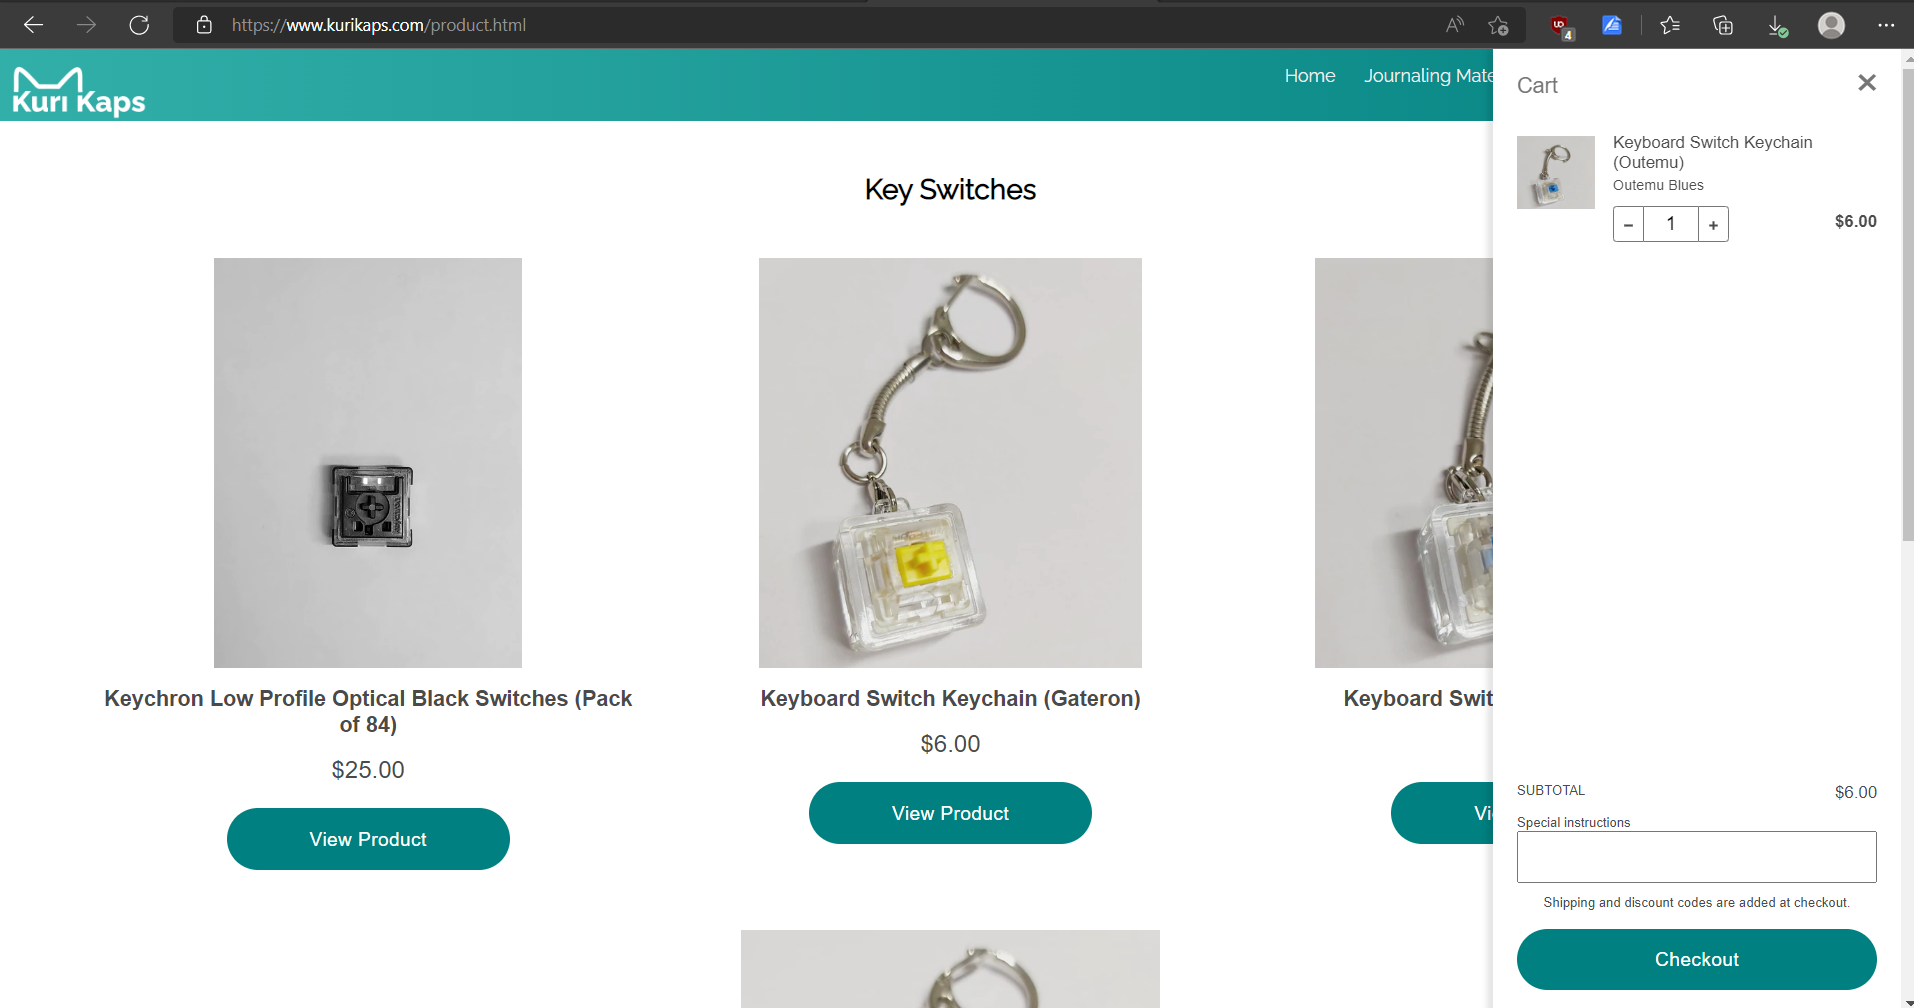 https://www.kurikaps.com/product.html
4
Kuri Kaps
Home
Journaling Mate
Cart
Keyboard Switch Keychain
(Outemu)
Outemu Blues
1
$6.00
Key Switches
Keychron Low Profile Optical Black Switches (Pack
of 84)
$25.00
View Product
Keyboard Switch Keychain (Gateron)
$6.00
View Product
Keyboard Swit
Vi
SUBTOTAL
$6.00
Special instructions
Shipping and discount codes are added at checkout.
Checkout